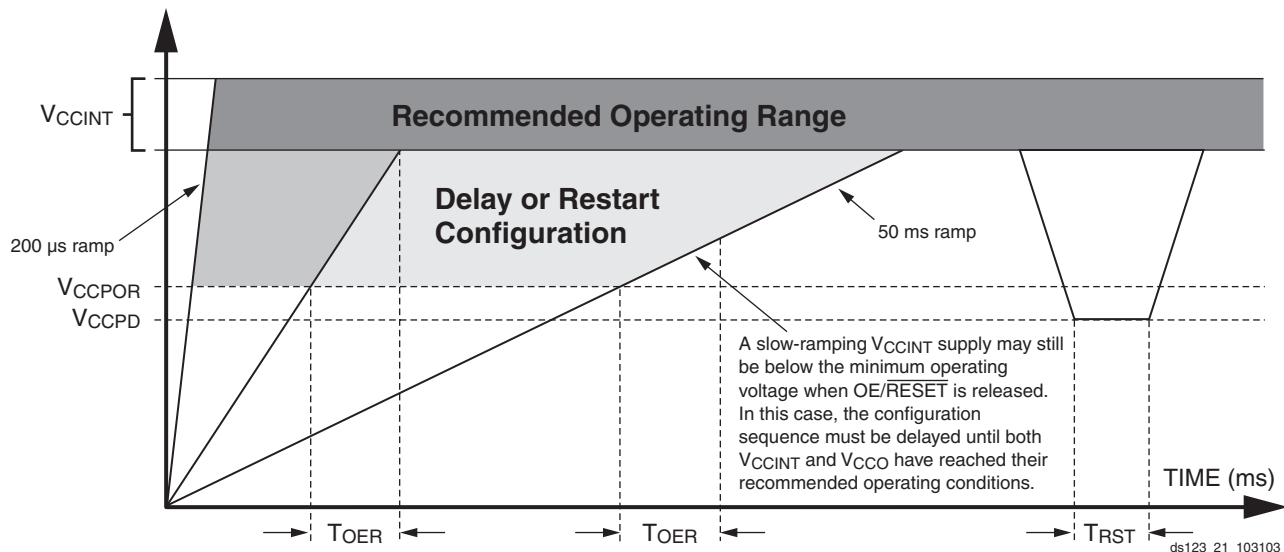 VCCINT
Recommended Operating Range
Delay or Restart
Configuration
200 µs ramp
50 ms ramp
VCCPOR
VCCPD
A slow-ramping VCCINT supply may still
be below the minimum operating
voltage when OE/RESET is released.
In this case, the configuration
sequence must be delayed until both
VCCINT and VCCO have reached their
recommended operating conditions.
TIME (ms)
TOER
TOER
TRST
ds123_21_103103